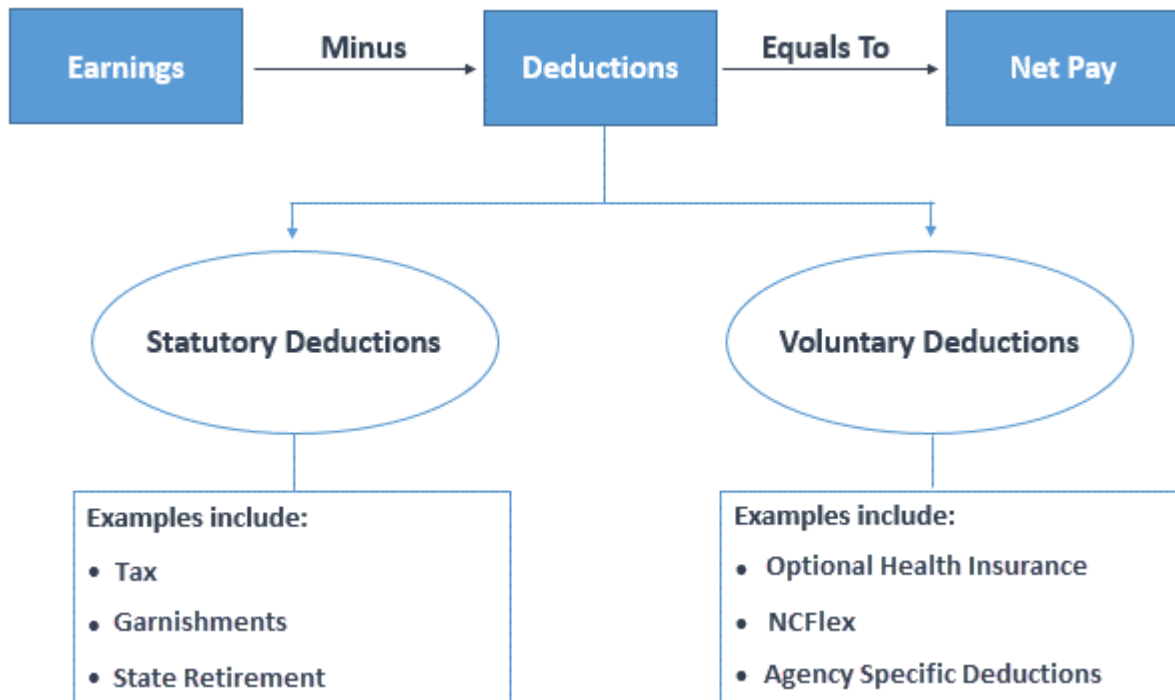 Earnings
Minus
Deductions
Equals To
Net Pay
Statutory Deductions
Voluntary Deductions
Examples include:
• Tax
• Garnishments
• State Retirement
Examples include:
• Optional Health Insurance
• NCFlex
• Agency Specific Deductions